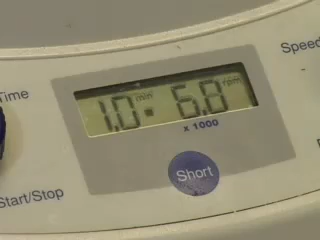 Speed
Time
1.0 min 6.8 rpm
x 1000
Short
Start/Stop